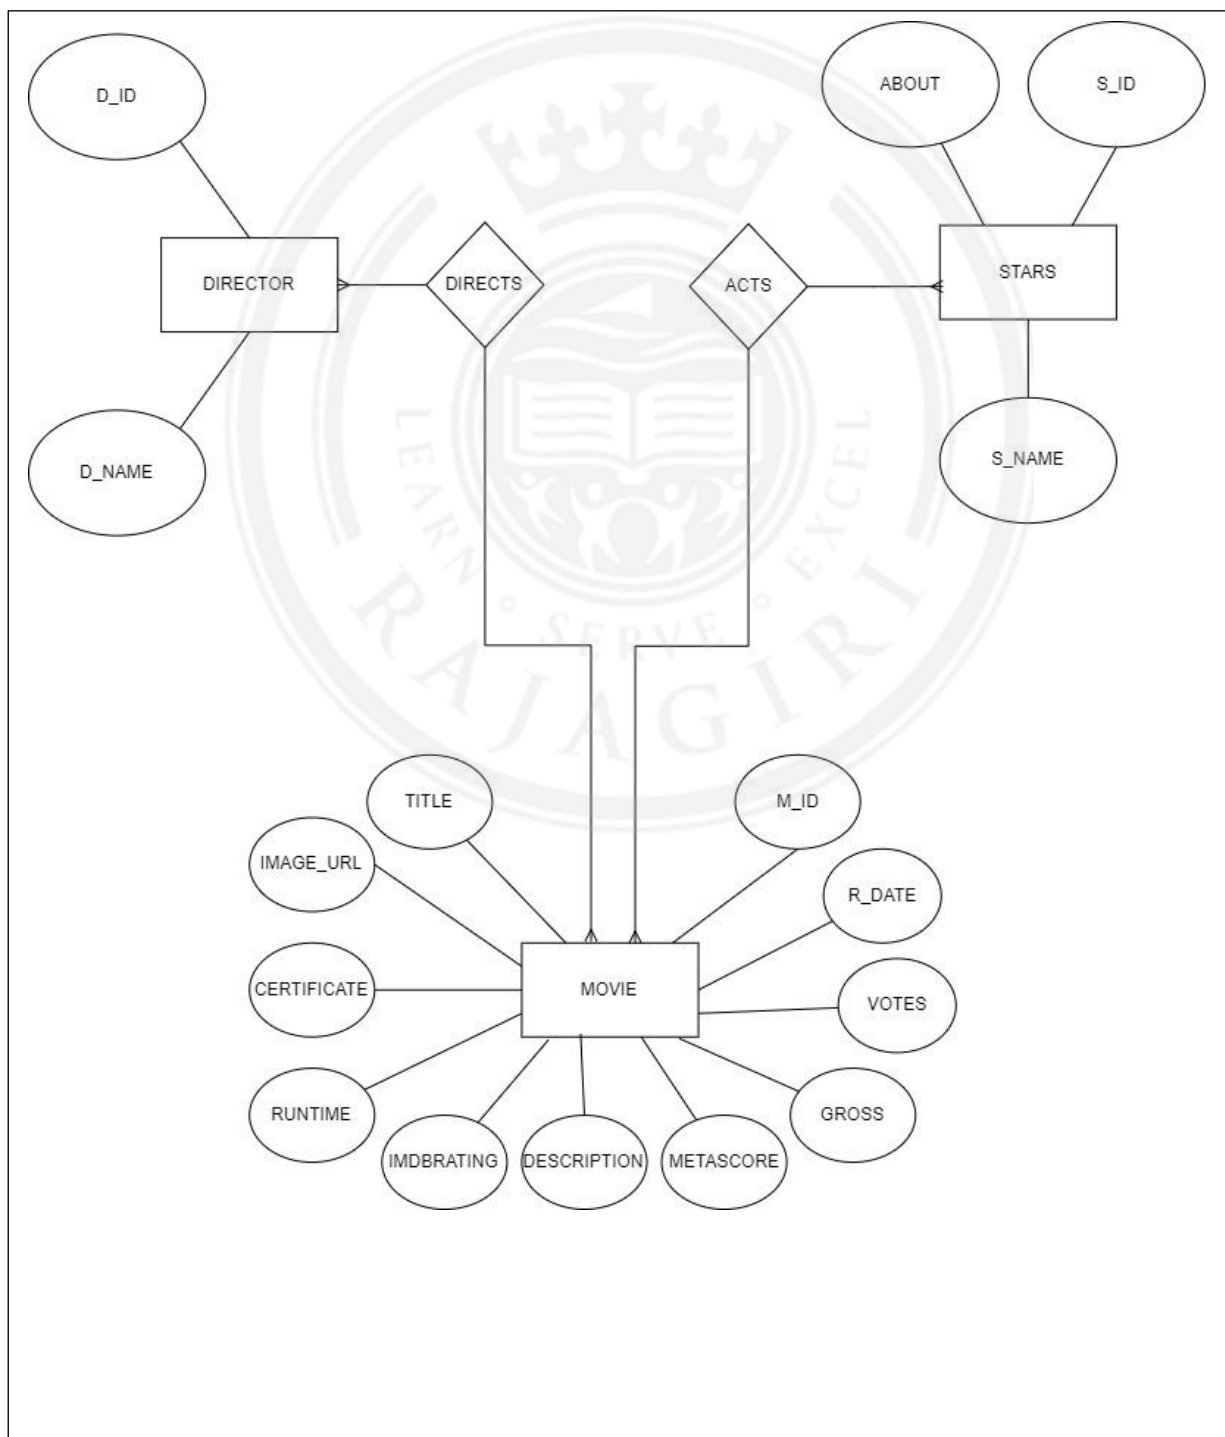 D_ID
ABOUT
S_ID
DIRECTOR
DIRECTS
ACTS
STARS
D_NAME
S_NAME
LEARN ° SERVE ° EXCEL
RAJAGIRI
TITLE
M_ID
IMAGE_URL
R_DATE
CERTIFICATE
MOVIE
VOTES
RUNTIME
GROSS
IMDBRATING
DESCRIPTION
METASCORE